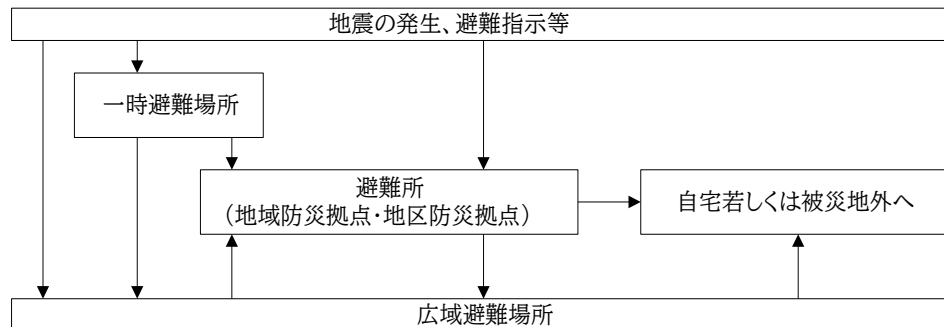 地震の発生、避難指示等
一時避難場所
避難所
（地域防災拠点・地区防災拠点）
自宅若しくは被災地外へ
広域避難場所